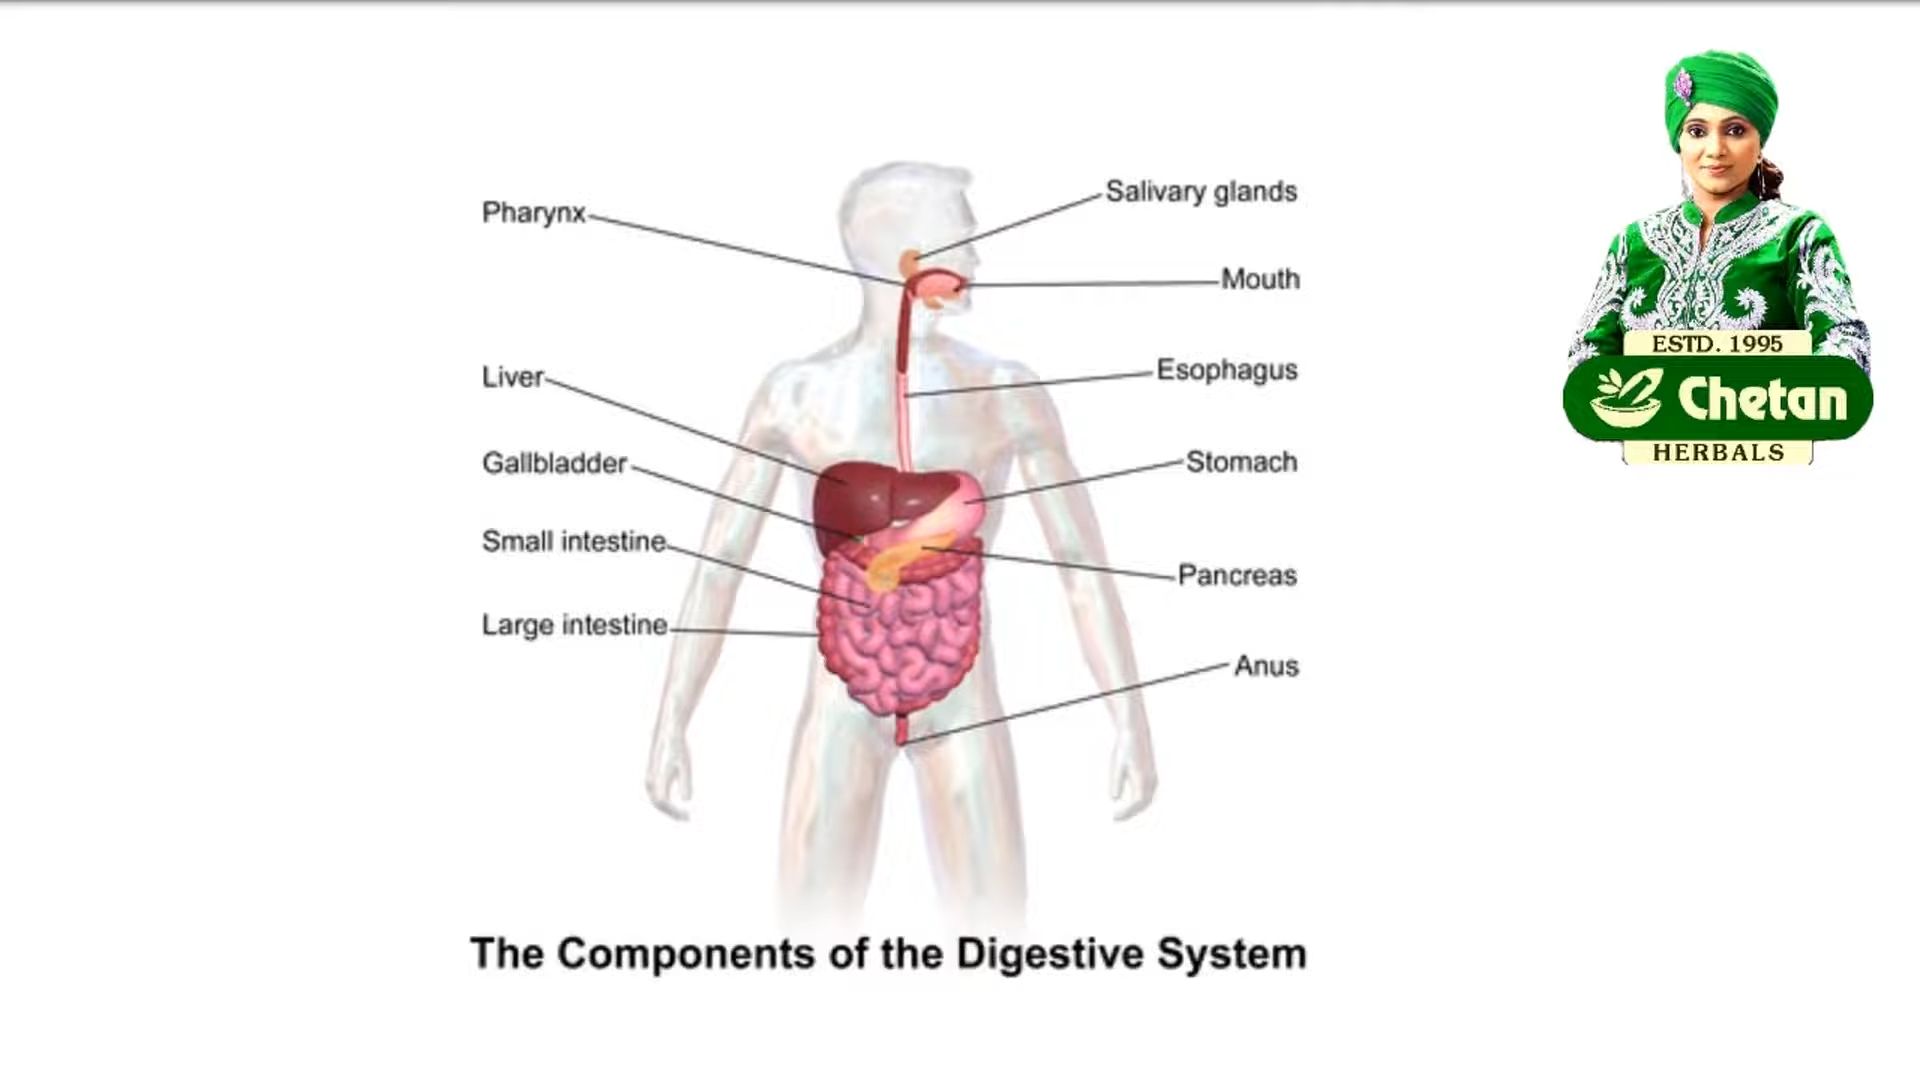 Pharynx
Liver
Gallbladder
Small intestine
Large intestine
Salivary glands
Mouth
Esophagus
Stomach
Pancreas
Anus
The Components of the Digestive System
ESTD. 1995
Chetan
HERBALS